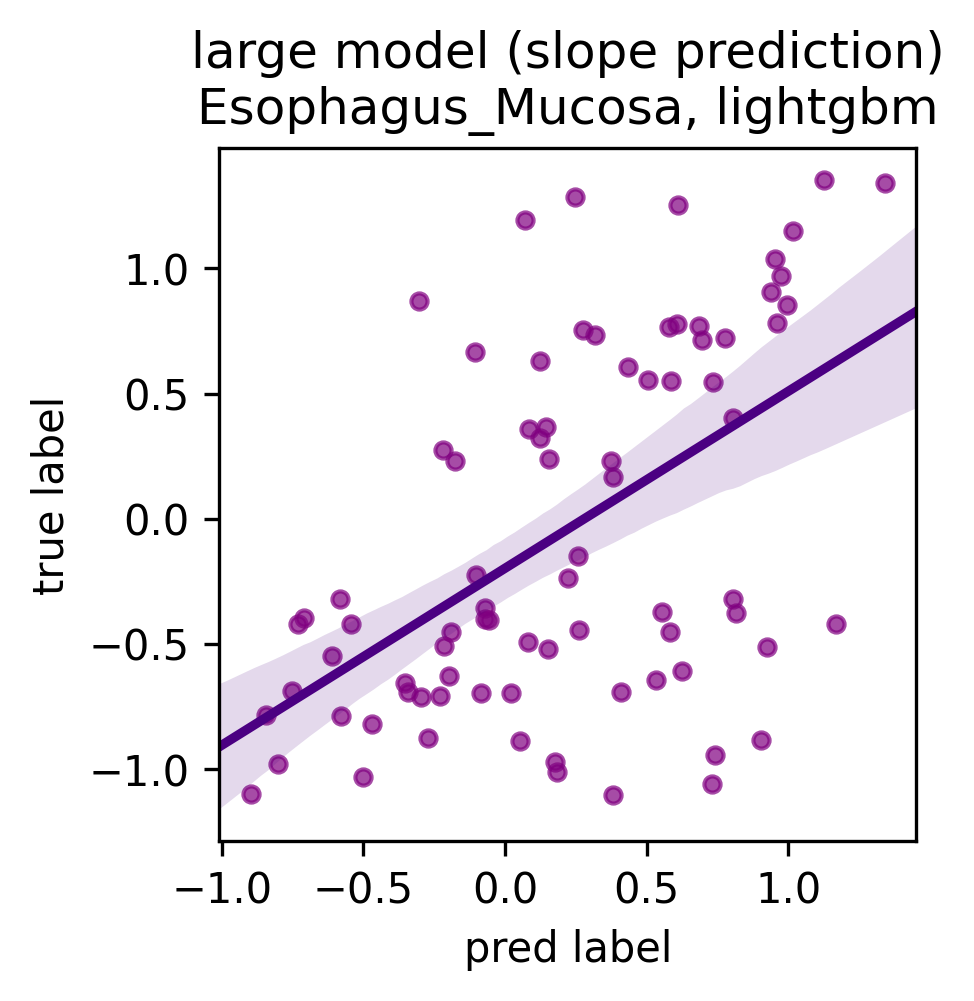 large model (slope prediction)
Esophagus_Mucosa, lightgbm
true label
1.0
0.5
0.0
−0.5
−1.0
−1.0
−0.5
0.0
0.5
1.0
pred label